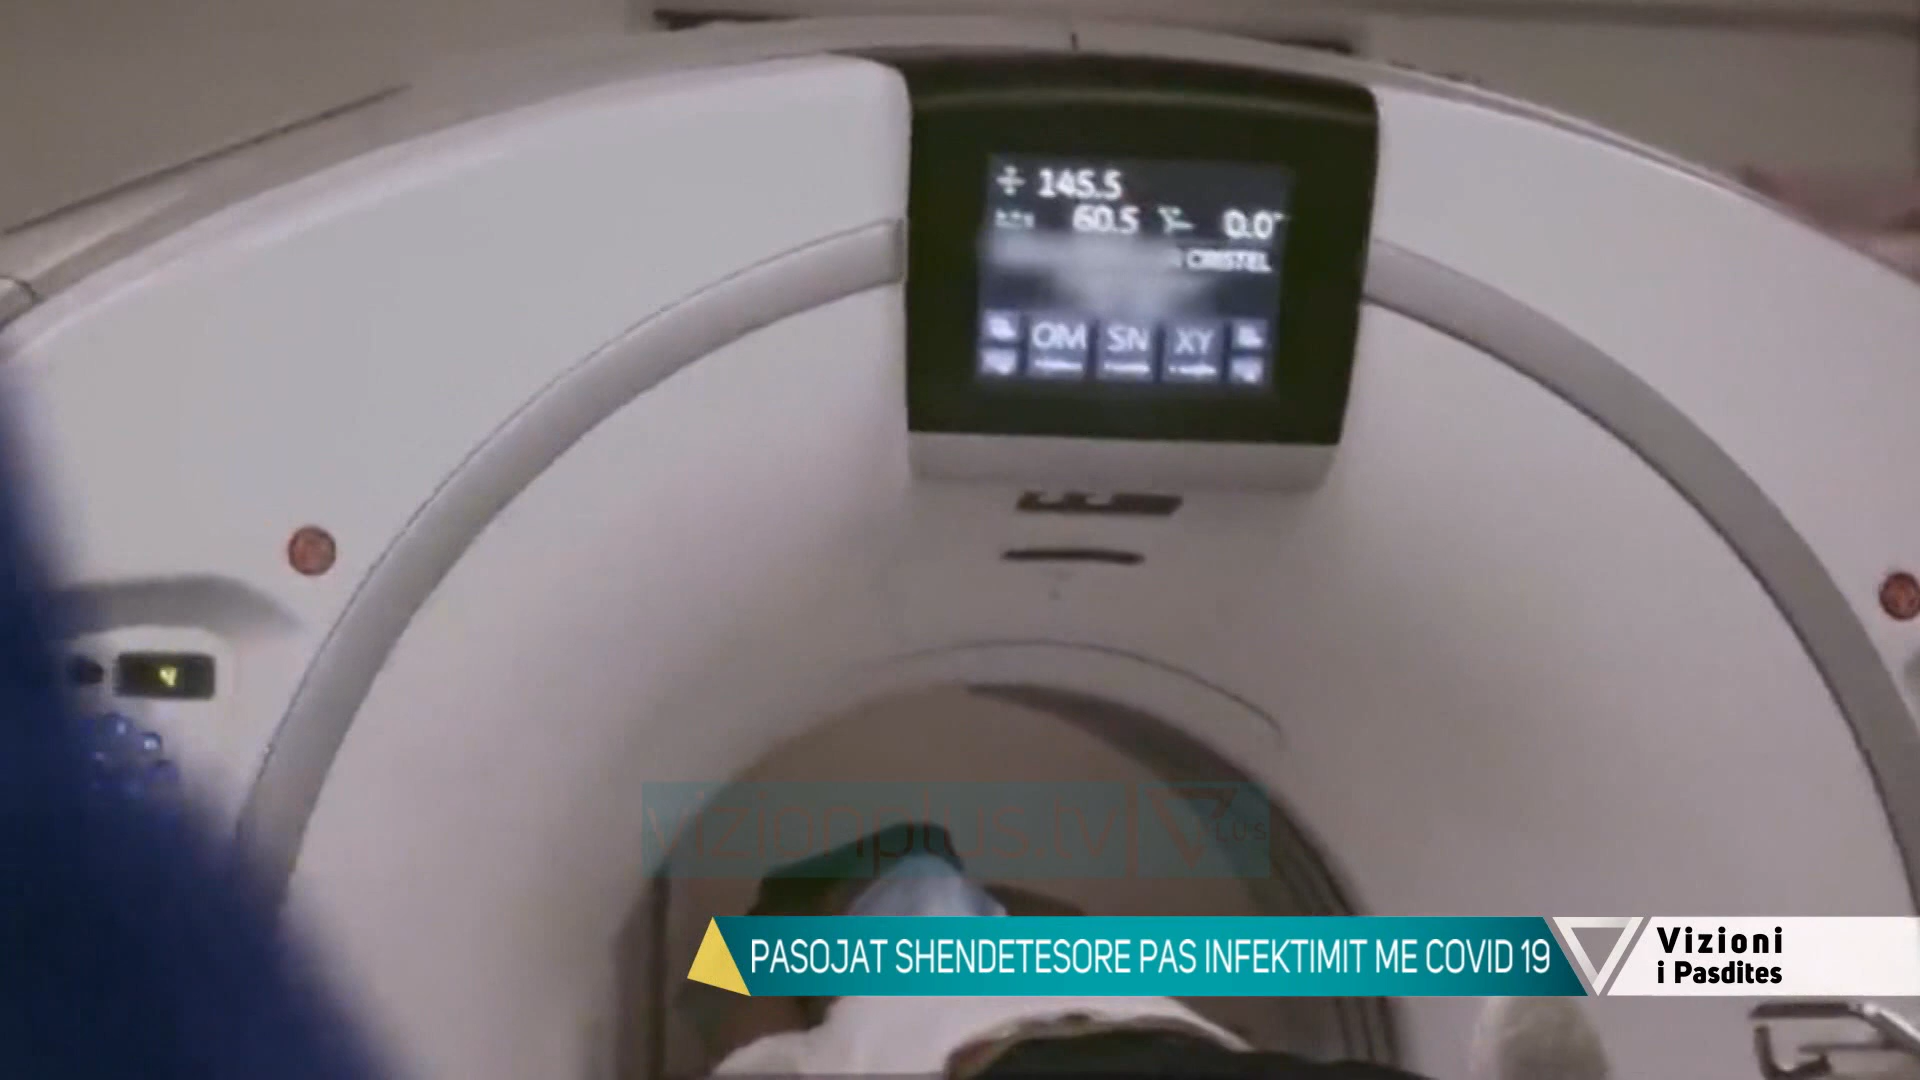 145.5
60.5 0.0°
CRISTEL
OM SN XY
vizionplus.tv
PASOJAT SHENDETESORE PAS INFEKTIMIT ME COVID 19
Vizioni
i Pasdites